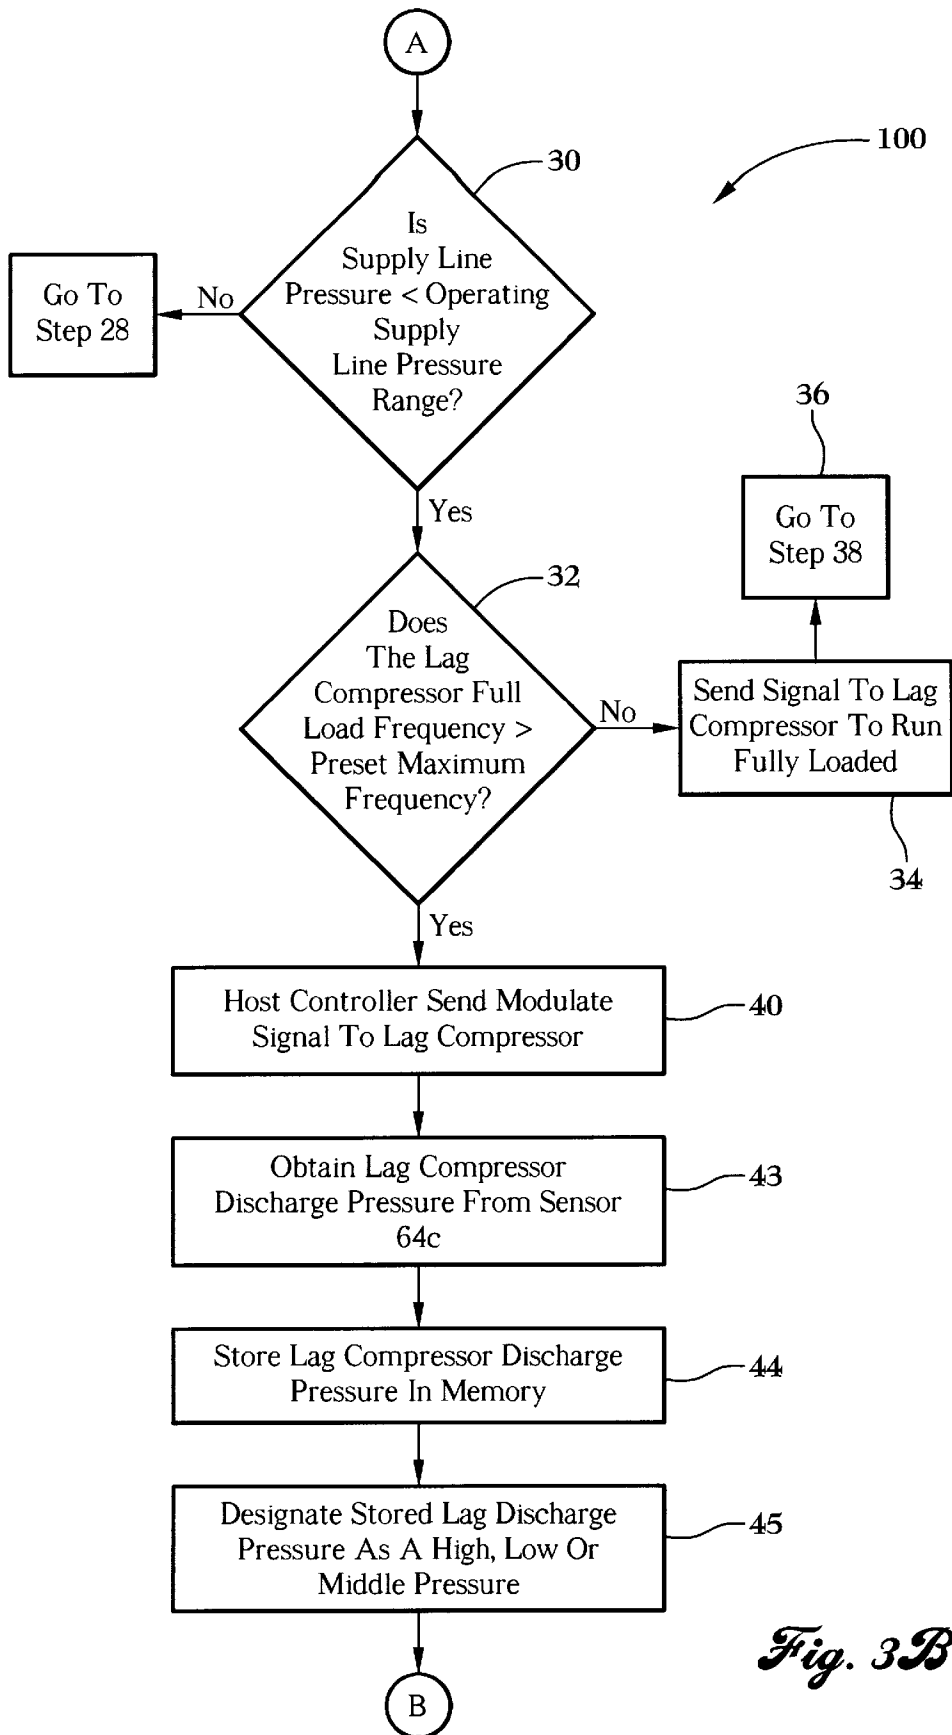 A
100
30
Is
Supply Line
Pressure < Operating
Supply
Line Pressure
Range?
No
Go To
Step 28
Yes
36
Go To
Step 38
32
Does
The Lag
Compressor Full
Load Frequency >
Preset Maximum
Frequency?
No
Send Signal To Lag
Compressor To Run
Fully Loaded
34
Yes
Host Controller Send Modulate
Signal To Lag Compressor
40
Obtain Lag Compressor
Discharge Pressure From Sensor
64c
43
Store Lag Compressor Discharge
Pressure In Memory
44
Designate Stored Lag Discharge
Pressure As A High, Low Or
Middle Pressure
45
B
Fig. 3B